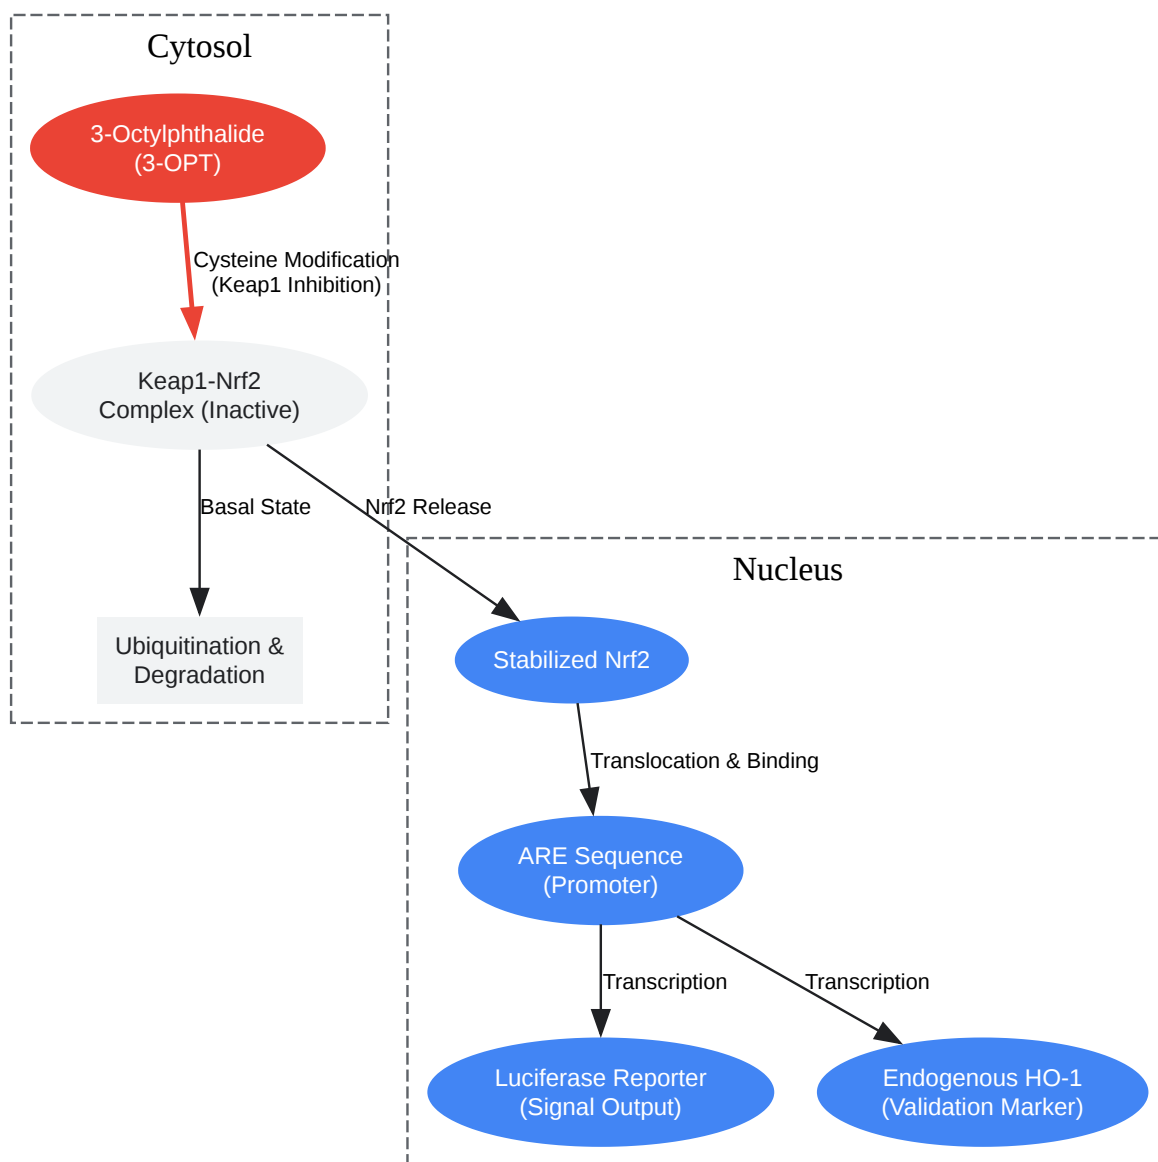 Cytosol
3-Octylphthalide
(3-OPT)
Cysteine Modification
(Keap1 Inhibition)
Keap1-Nrf2
Complex (Inactive)
Basal State
Nrf2 Release
Ubiquitination &
Degradation
Nucleus
Stabilized Nrf2
Translocation & Binding
ARE Sequence
(Promoter)
Transcription
Transcription
Luciferase Reporter
(Signal Output)
Endogenous HO-1
(Validation Marker)